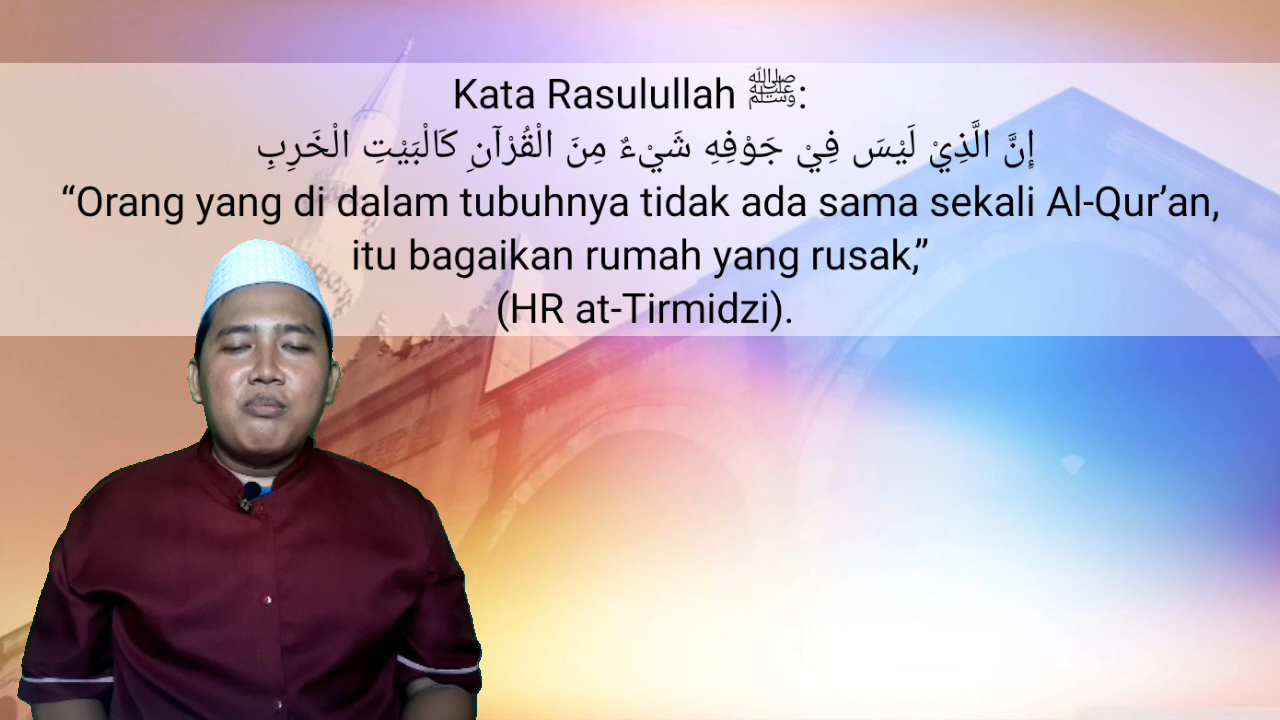 Kata Rasulullah ﷺ:
إِنَّ الَّذِيْ لَيْسَ فِيْ جَوْفِهِ شَيْءٌ مِنَ الْقُرْآنِ كَالْبَيْتِ الْخَرِبِ
“Orang yang di dalam tubuhnya tidak ada sama sekali Al-Qur’an,
itu bagaikan rumah yang rusak,”
(HR at-Tirmidzi).